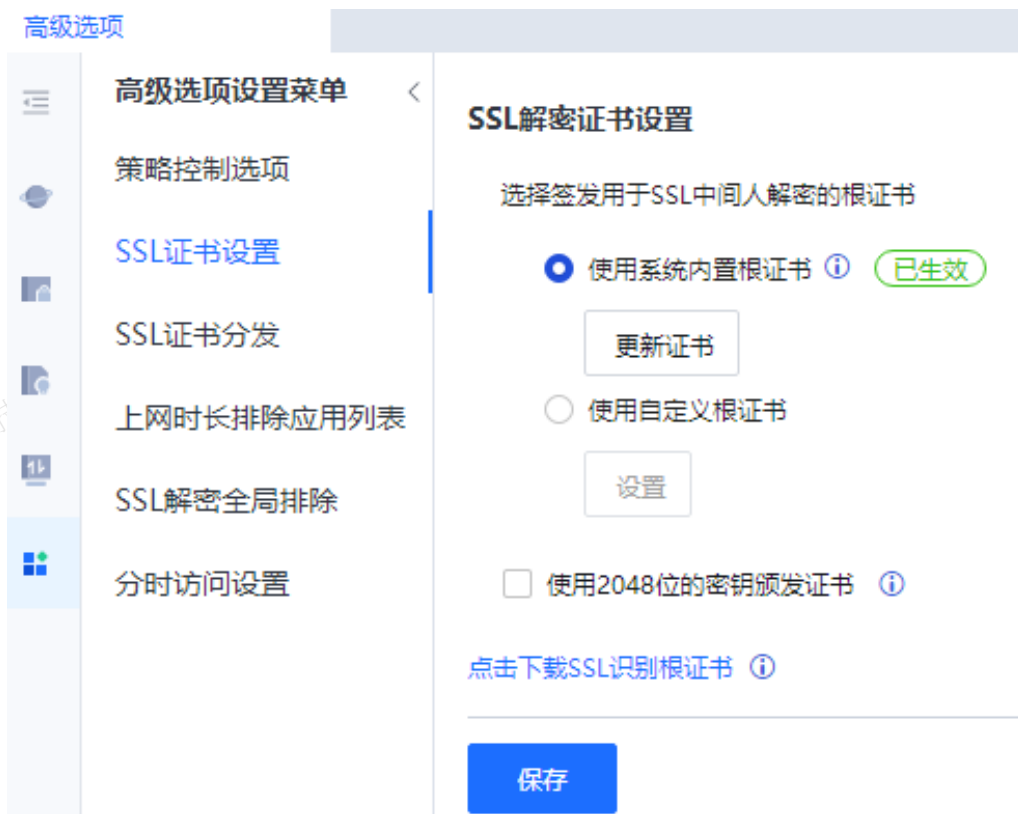 高级选项
高级选项设置菜单
策略控制选项
SSL证书设置
SSL证书分发
上网时长排除应用列表
SSL解密全局排除
分时访问设置
SSL解密证书设置
选择签发用于SSL中间人解密的根证书
使用系统内置根证书 已生效
更新证书
使用自定义根证书
设置
使用2048位的密钥颁发证书
点击下载SSL识别根证书
保存